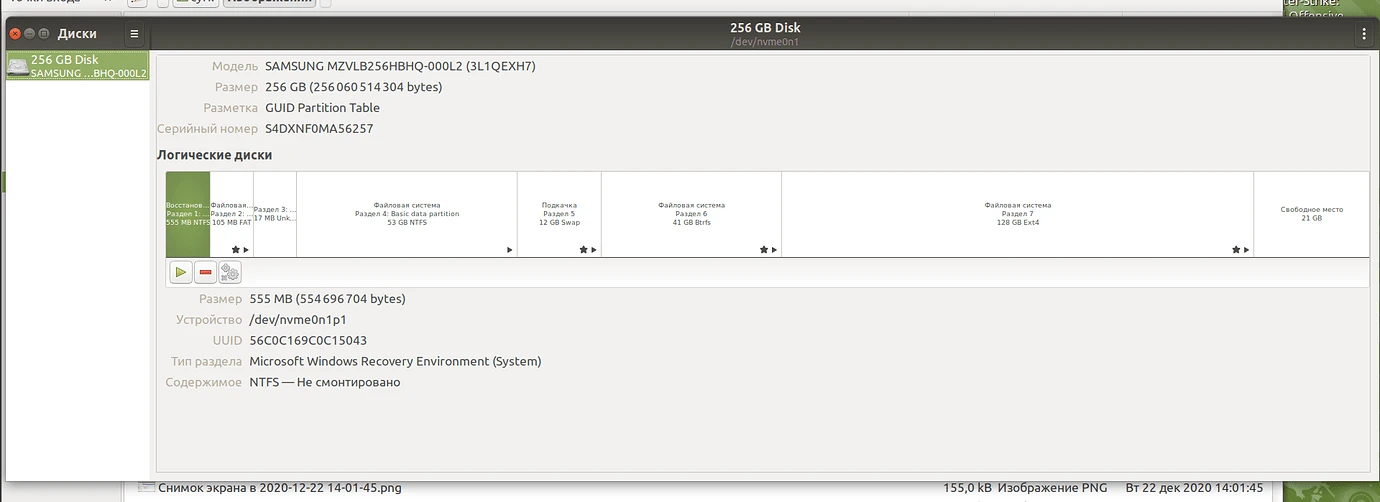 Изображений
ter-Strike:
Offensive
Диски
256 GB Disk
/dev/nvme0n1
256 GB Disk
SAMSUNG ...BHQ-000L2
Модель SAMSUNG MZVLB256HBHQ-000L2 (3L1QEXH7)
Размер 256 GB (256 060 514 304 bytes)
Разметка GUID Partition Table
Серийный номер S4DXNF0MA56257
Логические диски
Восстанов...
Раздел 1: ...
555 MB NTFS
Файловая...
Раздел 2: ...
105 MB FAT
Раздел 3: ...
17 MB Unk...
Файловая система
Раздел 4: Basic data partition
53 GB NTFS
Подкачка
Раздел 5
12 GB Swap
Файловая система
Раздел 6
41 GB Btrfs
Файловая система
Раздел 7
128 GB Ext4
Свободное место
21 GB
Размер 555 MB (554 696 704 bytes)
Устройство /dev/nvme0n1p1
UUID 56C0C169C0C15043
Тип раздела Microsoft Windows Recovery Environment (System)
Содержимое NTFS — Не смонтировано
Снимок экрана в 2020-12-22 14-01-45.png 155,0 kB Изображение PNG Вт 22 дек 2020 14:01:45